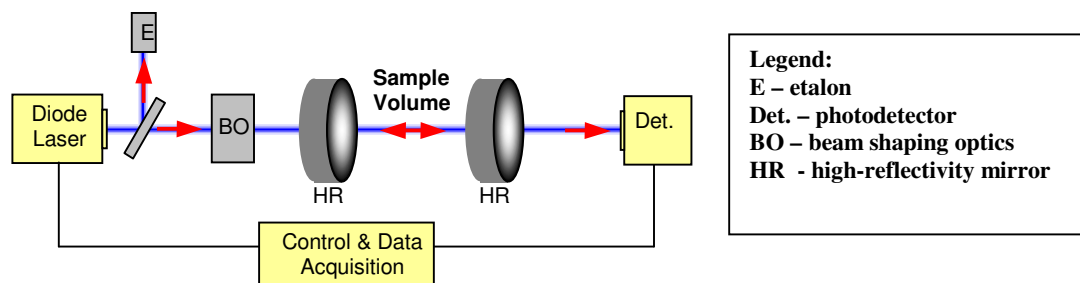 E
Diode
Laser
BO
HR
Sample
Volume
HR
Det.
Control & Data
Acquisition
Legend:
E – etalon
Det. – photodetector
BO – beam shaping optics
HR - high-reflectivity mirror